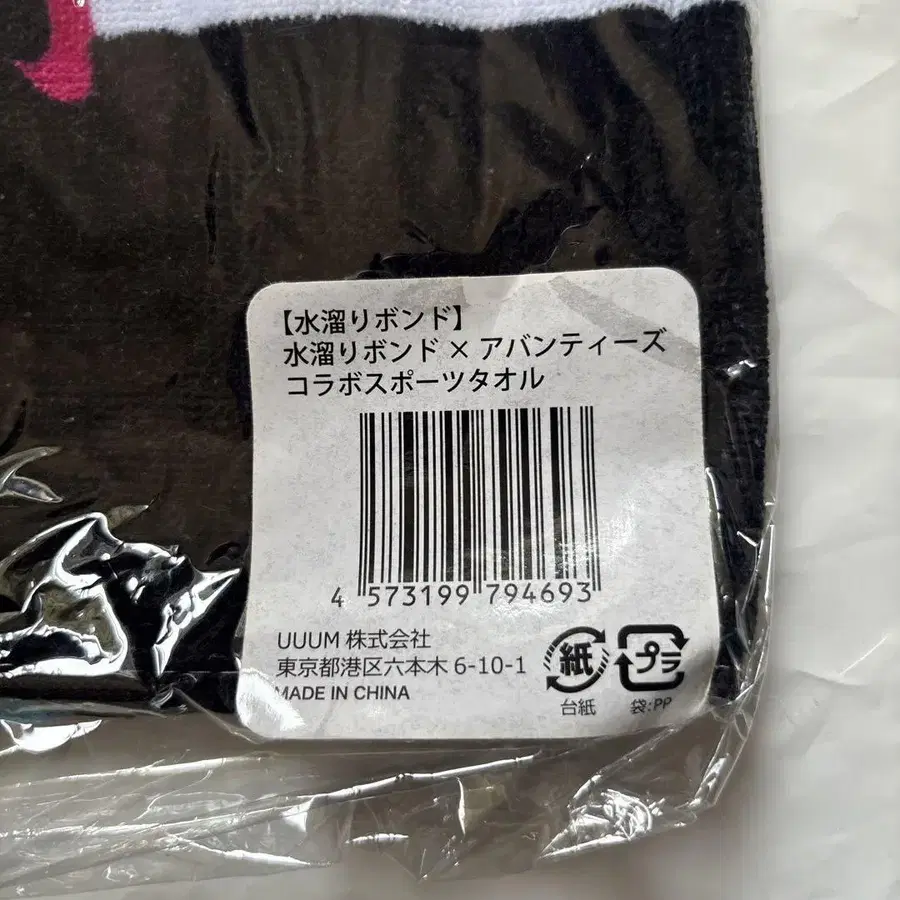 【水溜りボンド】
水溜りボンド×アバンティーズ
コラボスポーツタオル
4 573199 794693
UUUM 株式会社
東京都港区六本木 6-10-1
MADE IN CHINA
紙
プラ
台紙
袋:PP